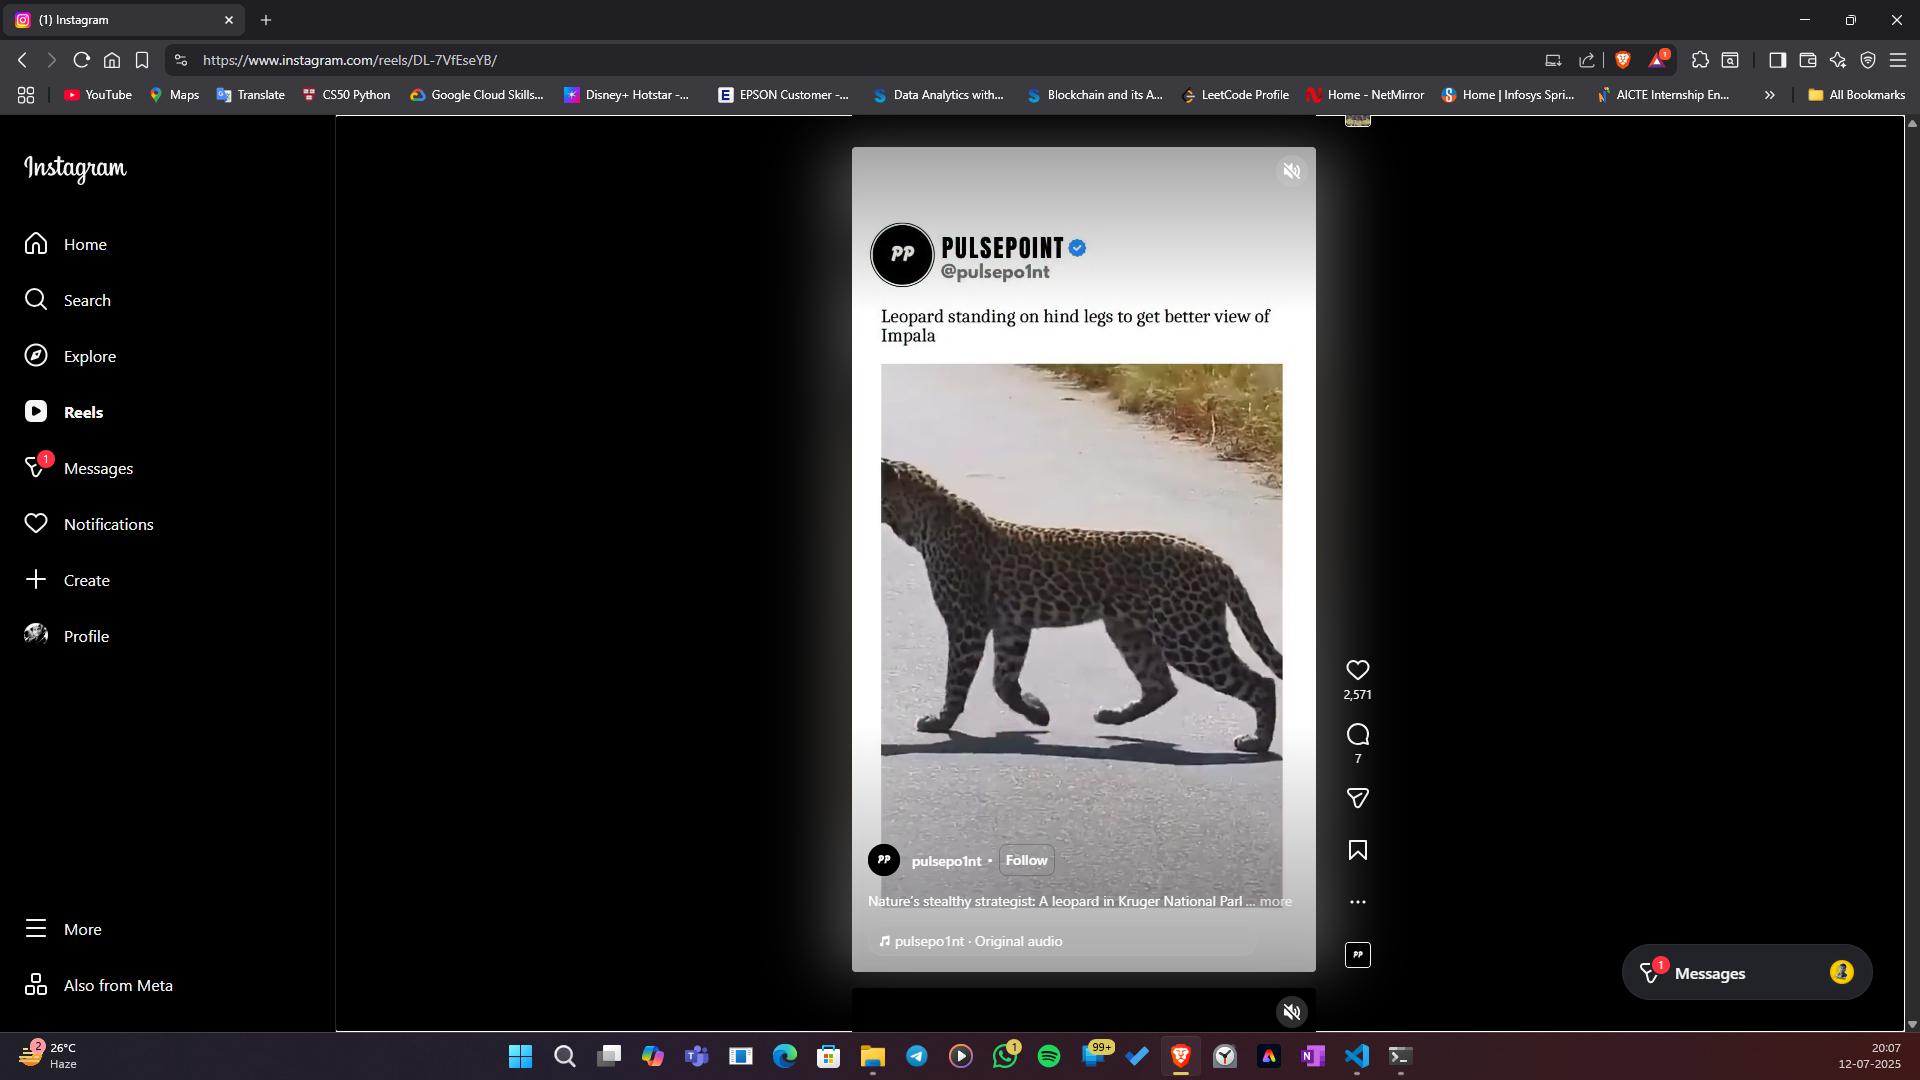 (1) Instagram
https://www.instagram.com/reels/DL-7VfEseYB/
1
YouTube
Maps
Translate
CS50 Python
Google Cloud Skills...
Disney+ Hotstar -...
EPSON Customer -...
Data Analytics with...
Blockchain and its A...
LeetCode Profile
Home - NetMirror
Home | Infosys Spri...
AICTE Internship En...
All Bookmarks
Instagram
Home
Search
Explore
Reels
1
Messages
Notifications
Create
Profile
More
Also from Meta
PP
PULSEPOINT
@pulsepo1nt
Leopard standing on hind legs to get better view of
Impala
PP
pulsepo1nt • Follow
Nature's stealthy strategist: A leopard in Kruger National Parl ... more
pulsepo1nt · Original audio
2,571
7
PP
1
Messages
2
26°C
Haze
1
99+
20:07
12-07-2025